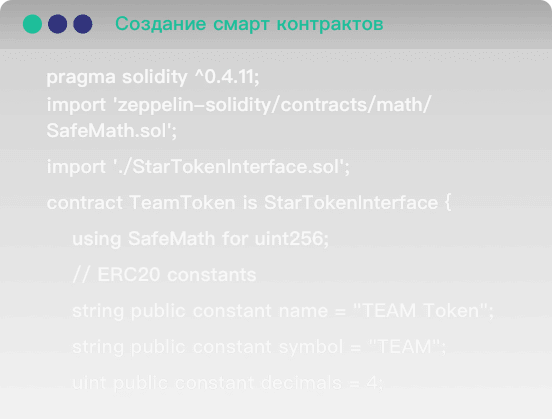 Создание смарт контрактов
pragma solidity ^0.4.11;
import 'zeppelin-solidity/contracts/math/
SafeMath.sol';
import './StarTokenInterface.sol';
contract TeamToken is StarTokenInterface {
using SafeMath for uint256;
// ERC20 constants
string public constant name = "TEAM Token";
string public constant symbol = "TEAM";
uint public constant decimals = 4;